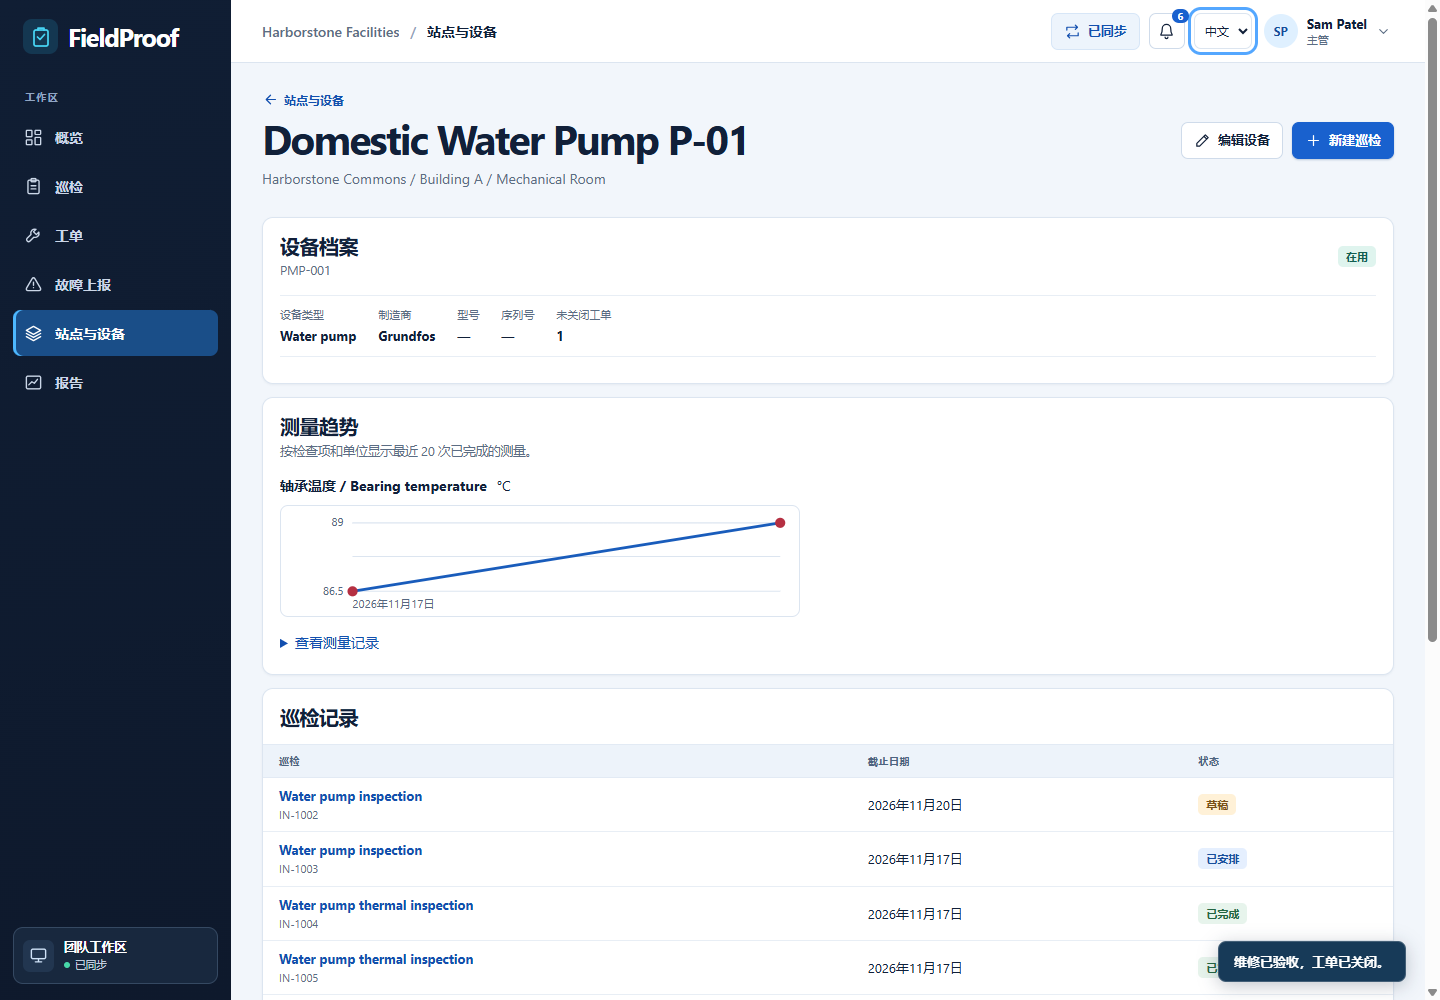 FieldProof
工作区
概览
巡检
工单
故障上报
站点与设备
报告
团队工作区
已同步
Harborstone Facilities / 站点与设备
已同步
6
中文
SP
Sam Patel
主管
站点与设备
Domestic Water Pump P-01
Harborstone Commons / Building A / Mechanical Room
编辑设备
新建巡检
设备档案
PMP-001
在用
设备类型 制造商 型号 序列号 未关闭工单
Water pump Grundfos — — 1
测量趋势
按检查项和单位显示最近 20 次已完成的测量。
轴承温度 / Bearing temperature °C
89
86.5
2026年11月17日
查看测量记录
巡检记录
巡检 截止日期 状态
Water pump inspection
IN-1002
2026年11月20日
草稿
Water pump inspection
IN-1003
2026年11月17日
已安排
Water pump thermal inspection
IN-1004
2026年11月17日
已完成
Water pump thermal inspection
IN-1005
2026年11月17日
已
维修已验收，工单已关闭。